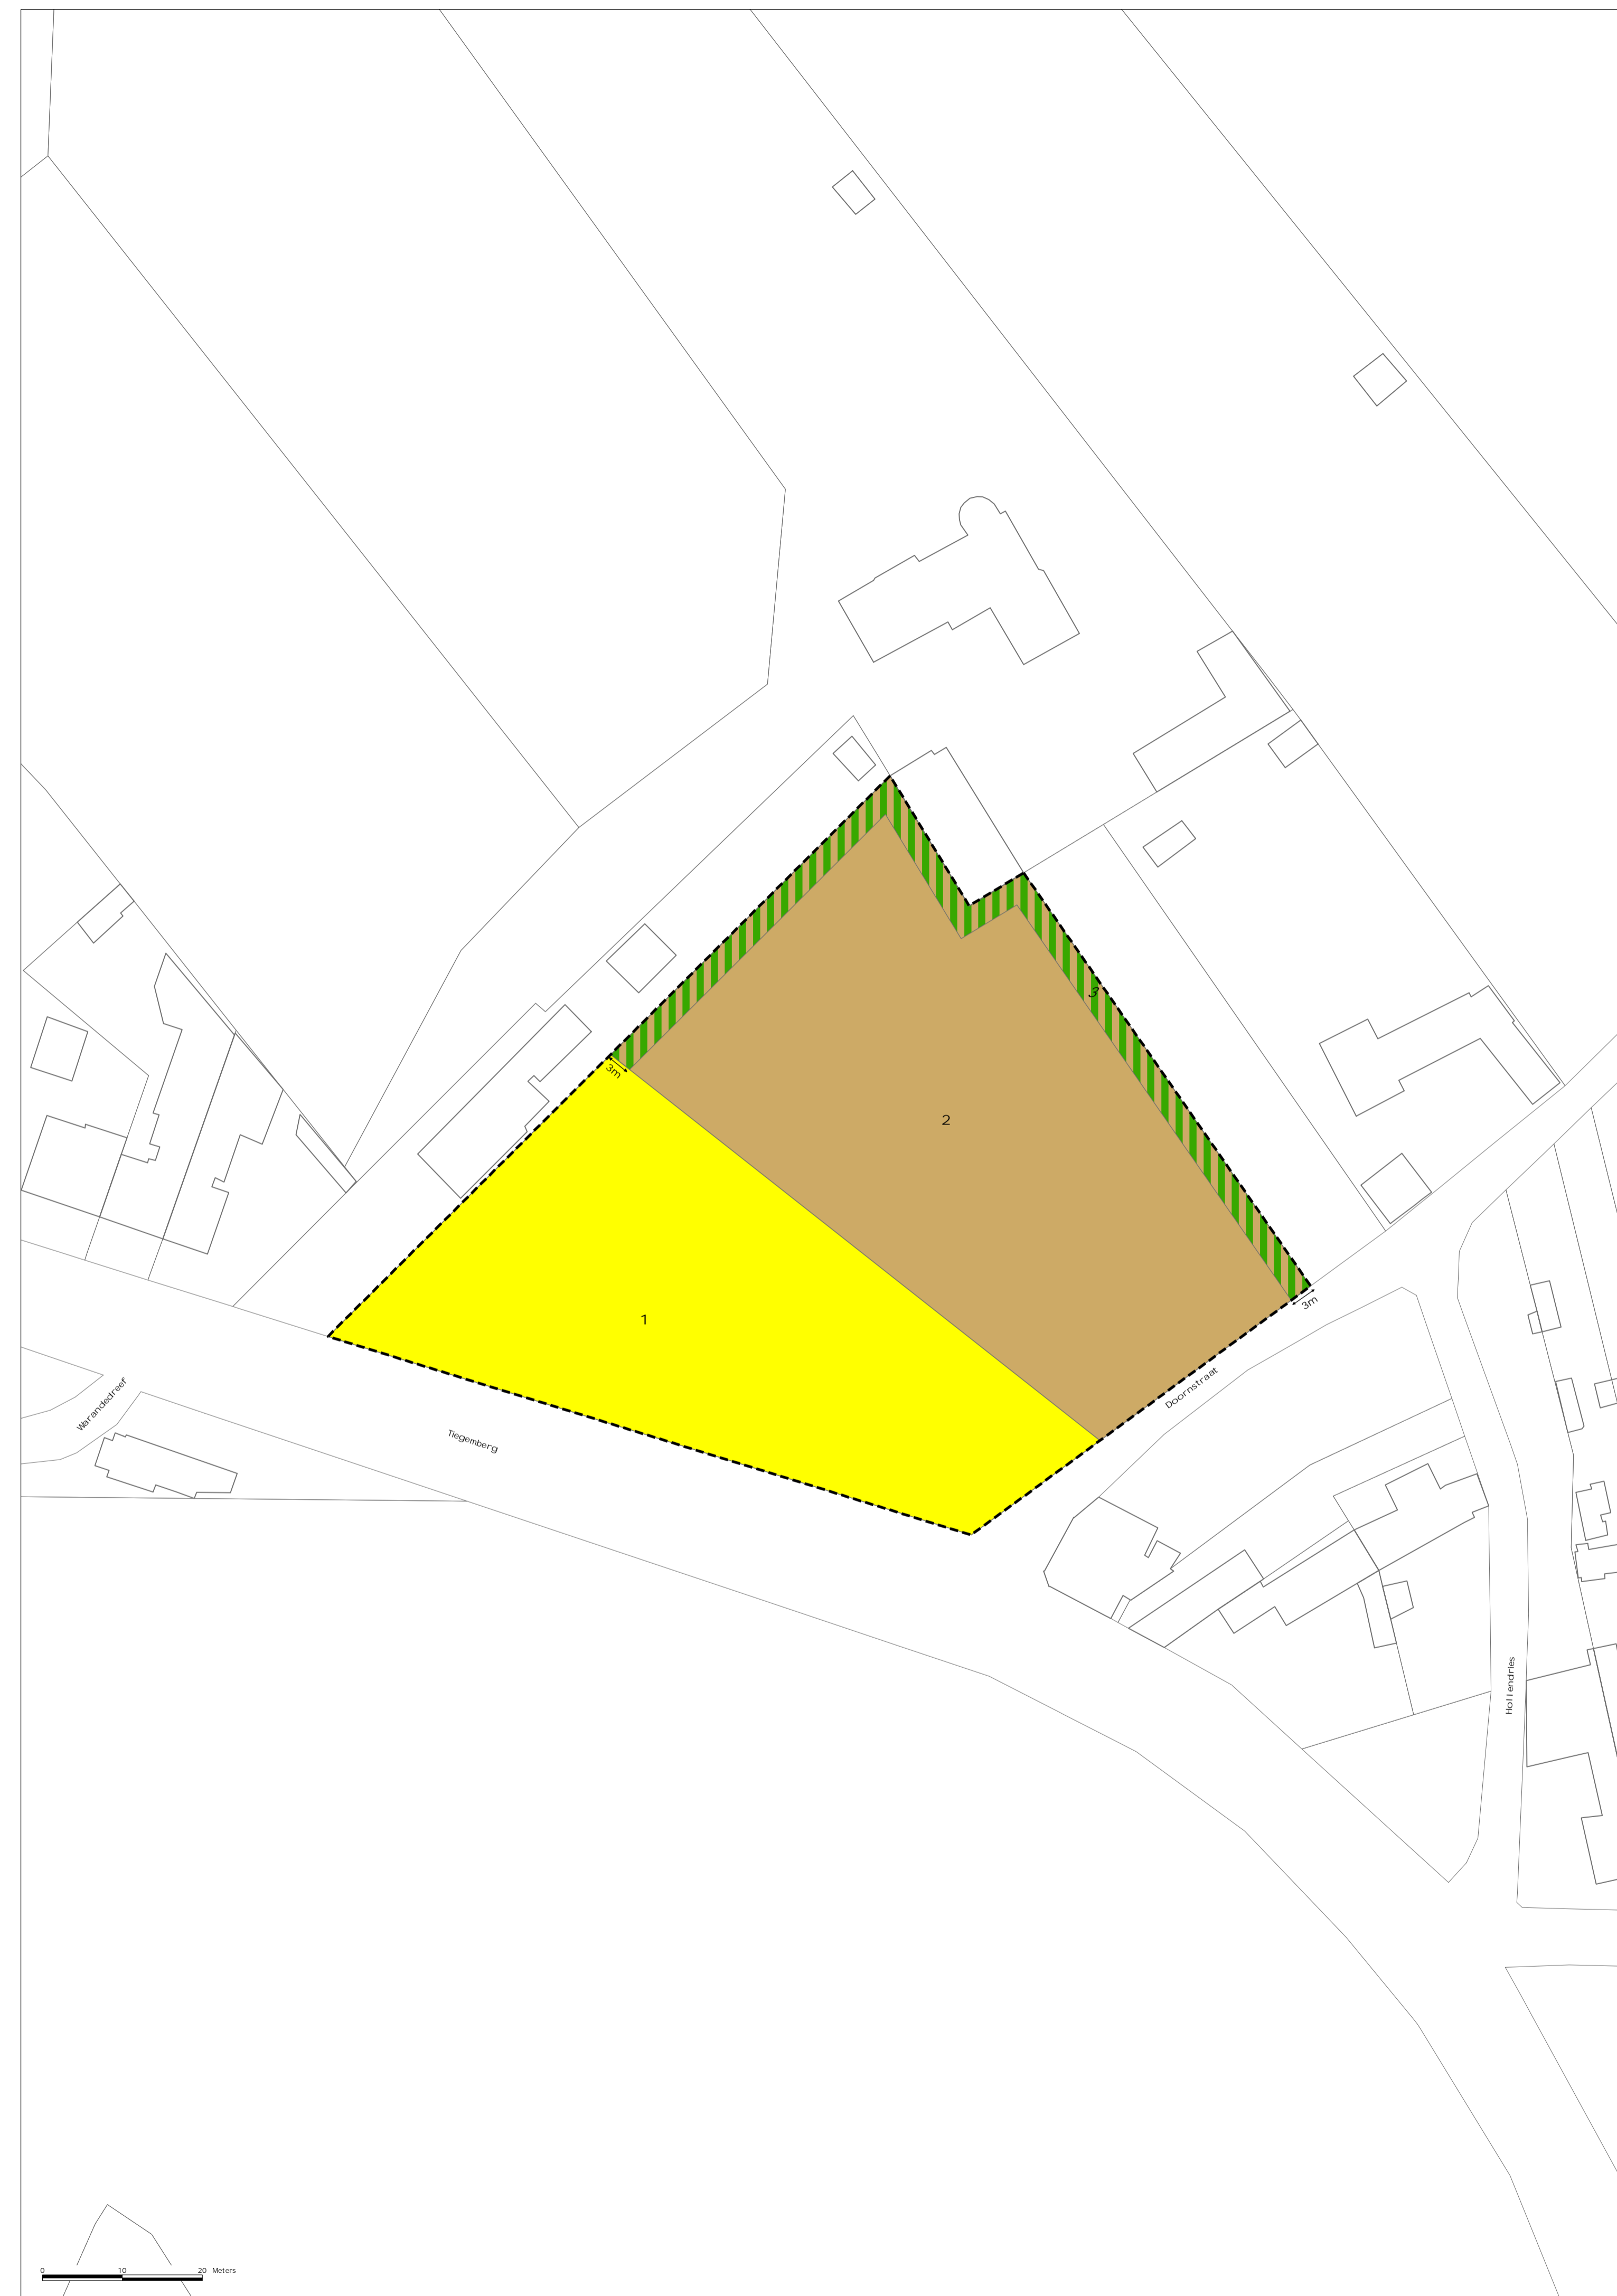 3
3m
2
3m
1
Doornstraat
Warandedreef
Tiegemberg
Hollendries
0 10 20 Meters